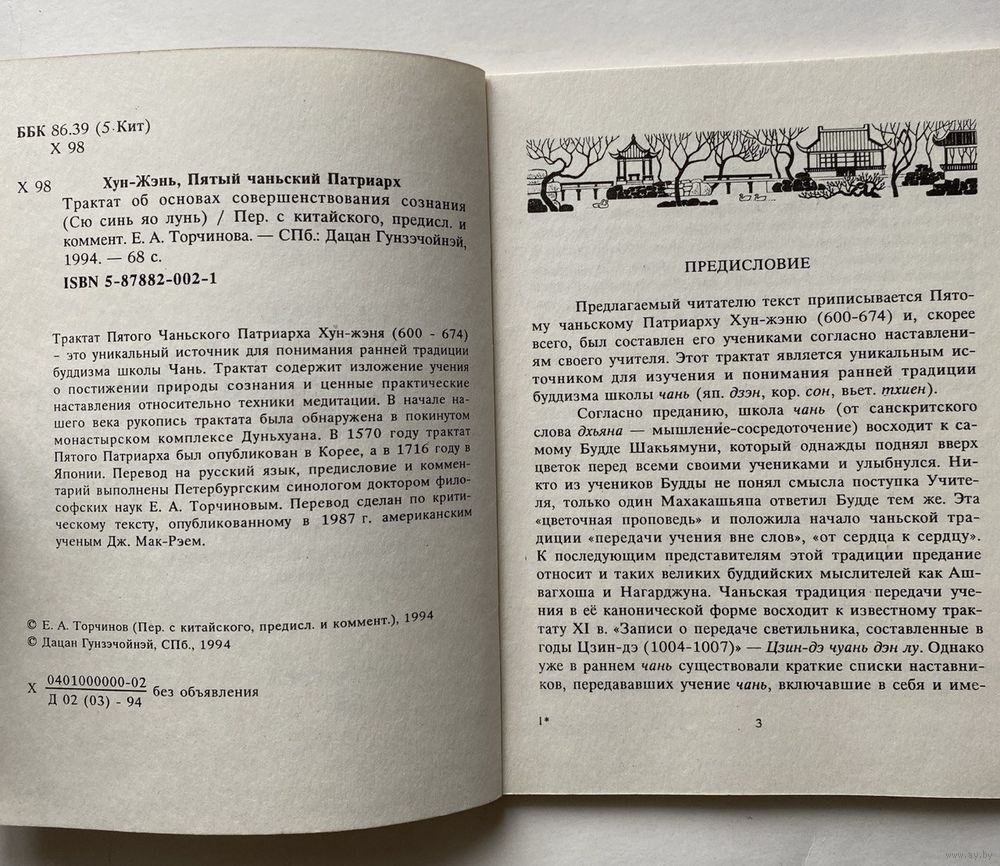 ББК 86.39 (5·Кит)
Х 98
Х 98 Хун-Жэнь, Пятый чаньский Патриарх
Трактат об основах совершенствования сознания
(Сю синь яо лунь) / Пер. с китайского, предисл. и
коммент. Е. А. Торчинова. — СПб.: Дацан Гунзэчойнэй,
1994. — 68 с.
ISBN 5-87882-002-1
Трактат Пятого Чаньского Патриарха Хун-жэня (600 - 674)
- это уникальный источник для понимания ранней традиции
буддизма школы Чань. Трактат содержит изложение учения
о постижении природы сознания и ценные практические
наставления относительно техники медитации. В начале на-
шего века рукопись трактата была обнаружена в покинутом
монастырском комплексе Дуньхуана. В 1570 году трактат
Пятого Патриарха был опубликован в Корее, а в 1716 году в
Японии. Перевод на русский язык, предисловие и коммен-
тарий выполнены Петербургским синологом доктором фило-
софских наук Е. А. Торчиновым. Перевод сделан по крити-
ческому тексту, опубликованному в 1987 г. американским
ученым Дж. Мак-Рэем.
© Е. А. Торчинов (Пер. с китайского, предисл. и коммент.), 1994
© Дацан Гунзэчойнэй, СПб., 1994
Х 0401000000-02 без объявления
Д 02 (03) - 94
ПРЕДИСЛОВИЕ
Предлагаемый читателю текст приписывается Пято-
му чаньскому Патриарху Хун-жэню (600-674) и, скорее
всего, был составлен его учениками согласно наставлени-
ям своего учителя. Этот трактат является уникальным ис-
точником для изучения и понимания ранней традиции
буддизма школы чань (яп. дзэн, кор. сон, вьет. тхиен).
Согласно преданию, школа чань (от санскритского
слова дхьяна — мышление-сосредоточение) восходит к са-
мому Будде Шакьямуни, который однажды поднял вверх
цветок перед всеми своими учениками и улыбнулся. Ни-
кто из учеников Будды не понял смысла поступка Учите-
ля, только один Махакашьяпа ответил Будде тем же. Эта
«цветочная проповедь» и положила начало чаньской тра-
диции «передачи учения вне слов», «от сердца к сердцу».
К последующим представителям этой традиции предание
относит и таких великих буддийских мыслителей как Аш-
вагхоша и Нагарджуна. Чаньская традиция передачи уче-
ния в её канонической форме восходит к известному трак-
тату XI в. «Записи о передаче светильника, составленные в
годы Цзин-дэ (1004-1007)» — Цзин-дэ чуань дэн лу. Однако
уже в раннем чань существовали краткие списки наставни-
ков, передававших учение чань, включавшие в себя и име-
1*
3
www.ay.by